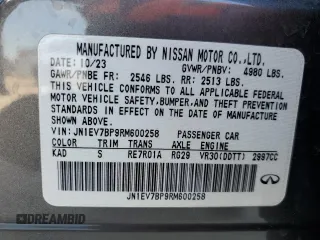 MANUFACTURED BY NISSAN MOTOR CO.,LTD.
DATE: 10/23 GVWR/PNBV: 4980 LBS.
GAWR/PNBE FR: 2546 LBS. RR: 2513 LBS.
THIS VEHICLE CONFORMS TO ALL APPLICABLE
FEDERAL MOTOR VEHICLE SAFETY, BUMPER, AND THEFT
PREVENTION STANDARDS IN EFFECT ON THE DATE OF
MANUFACTURE SHOWN ABOVE.
VIN: JN1EV7BP9RM600258 PASSENGER CAR
COLOR TRIM TRANS AXLE ENGINE
KAD S RE7R01A RG29 VR30(DDTT) 2997CC
JN1EV7BP9RM600258
INFINITI
DREAMBID